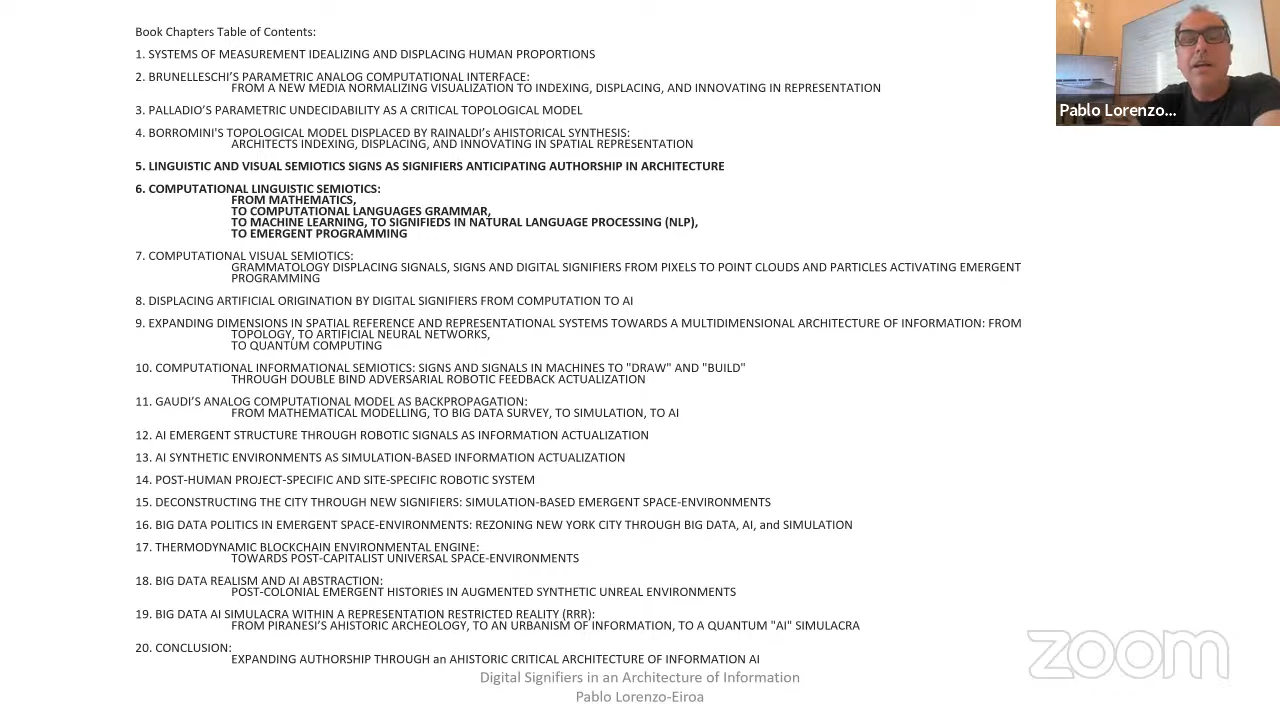 Book Chapters Table of Contents:
1. SYSTEMS OF MEASUREMENT IDEALIZING AND DISPLACING HUMAN PROPORTIONS
2. BRUNELLESCHI’S PARAMETRIC ANALOG COMPUTATIONAL INTERFACE:
FROM A NEW MEDIA NORMALIZING VISUALIZATION TO INDEXING, DISPLACING, AND INNOVATING IN REPRESENTATION
3. PALLADIO’S PARAMETRIC UNDECIDABILITY AS A CRITICAL TOPOLOGICAL MODEL
4. BORROMINI'S TOPOLOGICAL MODEL DISPLACED BY RAINALDI’s AHISTORICAL SYNTHESIS:
ARCHITECTS INDEXING, DISPLACING, AND INNOVATING IN SPATIAL REPRESENTATION
5. LINGUISTIC AND VISUAL SEMIOTICS SIGNS AS SIGNIFIERS ANTICIPATING AUTHORSHIP IN ARCHITECTURE
6. COMPUTATIONAL LINGUISTIC SEMIOTICS:
FROM MATHEMATICS,
TO COMPUTATIONAL LANGUAGES GRAMMAR,
TO MACHINE LEARNING, TO SIGNIFIEDS IN NATURAL LANGUAGE PROCESSING (NLP),
TO EMERGENT PROGRAMMING
7. COMPUTATIONAL VISUAL SEMIOTICS:
GRAMMATOLOGY DISPLACING SIGNALS, SIGNS AND DIGITAL SIGNIFIERS FROM PIXELS TO POINT CLOUDS AND PARTICLES ACTIVATING EMERGENT
PROGRAMMING
8. DISPLACING ARTIFICIAL ORIGINATION BY DIGITAL SIGNIFIERS FROM COMPUTATION TO AI
9. EXPANDING DIMENSIONS IN SPATIAL REFERENCE AND REPRESENTATIONAL SYSTEMS TOWARDS A MULTIDIMENSIONAL ARCHITECTURE OF INFORMATION: FROM
TOPOLOGY, TO ARTIFICIAL NEURAL NETWORKS,
TO QUANTUM COMPUTING
10. COMPUTATIONAL INFORMATIONAL SEMIOTICS: SIGNS AND SIGNALS IN MACHINES TO "DRAW" AND "BUILD"
THROUGH DOUBLE BIND ADVERSARIAL ROBOTIC FEEDBACK ACTUALIZATION
11. GAUDI’S ANALOG COMPUTATIONAL MODEL AS BACKPROPAGATION:
FROM MATHEMATICAL MODELLING, TO BIG DATA SURVEY, TO SIMULATION, TO AI
12. AI EMERGENT STRUCTURE THROUGH ROBOTIC SIGNALS AS INFORMATION ACTUALIZATION
13. AI SYNTHETIC ENVIRONMENTS AS SIMULATION-BASED INFORMATION ACTUALIZATION
14. POST-HUMAN PROJECT-SPECIFIC AND SITE-SPECIFIC ROBOTIC SYSTEM
15. DECONSTRUCTING THE CITY THROUGH NEW SIGNIFIERS: SIMULATION-BASED EMERGENT SPACE-ENVIRONMENTS
16. BIG DATA POLITICS IN EMERGENT SPACE-ENVIRONMENTS: REZONING NEW YORK CITY THROUGH BIG DATA, AI, and SIMULATION
17. THERMODYNAMIC BLOCKCHAIN ENVIRONMENTAL ENGINE:
TOWARDS POST-CAPITALIST UNIVERSAL SPACE-ENVIRONMENTS
18. BIG DATA REALISM AND AI ABSTRACTION:
POST-COLONIAL EMERGENT HISTORIES IN AUGMENTED SYNTHETIC UNREAL ENVIRONMENTS
19. BIG DATA AI SIMULACRA WITHIN A REPRESENTATION RESTRICTED REALITY (RRR):
FROM PIRANESI’S AHISTORIC ARCHEOLOGY, TO AN URBANISM OF INFORMATION, TO A QUANTUM "AI" SIMULACRA
20. CONCLUSION:
EXPANDING AUTHORSHIP THROUGH an AHISTORIC CRITICAL ARCHITECTURE OF INFORMATION AI
Digital Signifiers in an Architecture of Information
Pablo Lorenzo-Eiroa
Pablo Lorenzo...
zoom